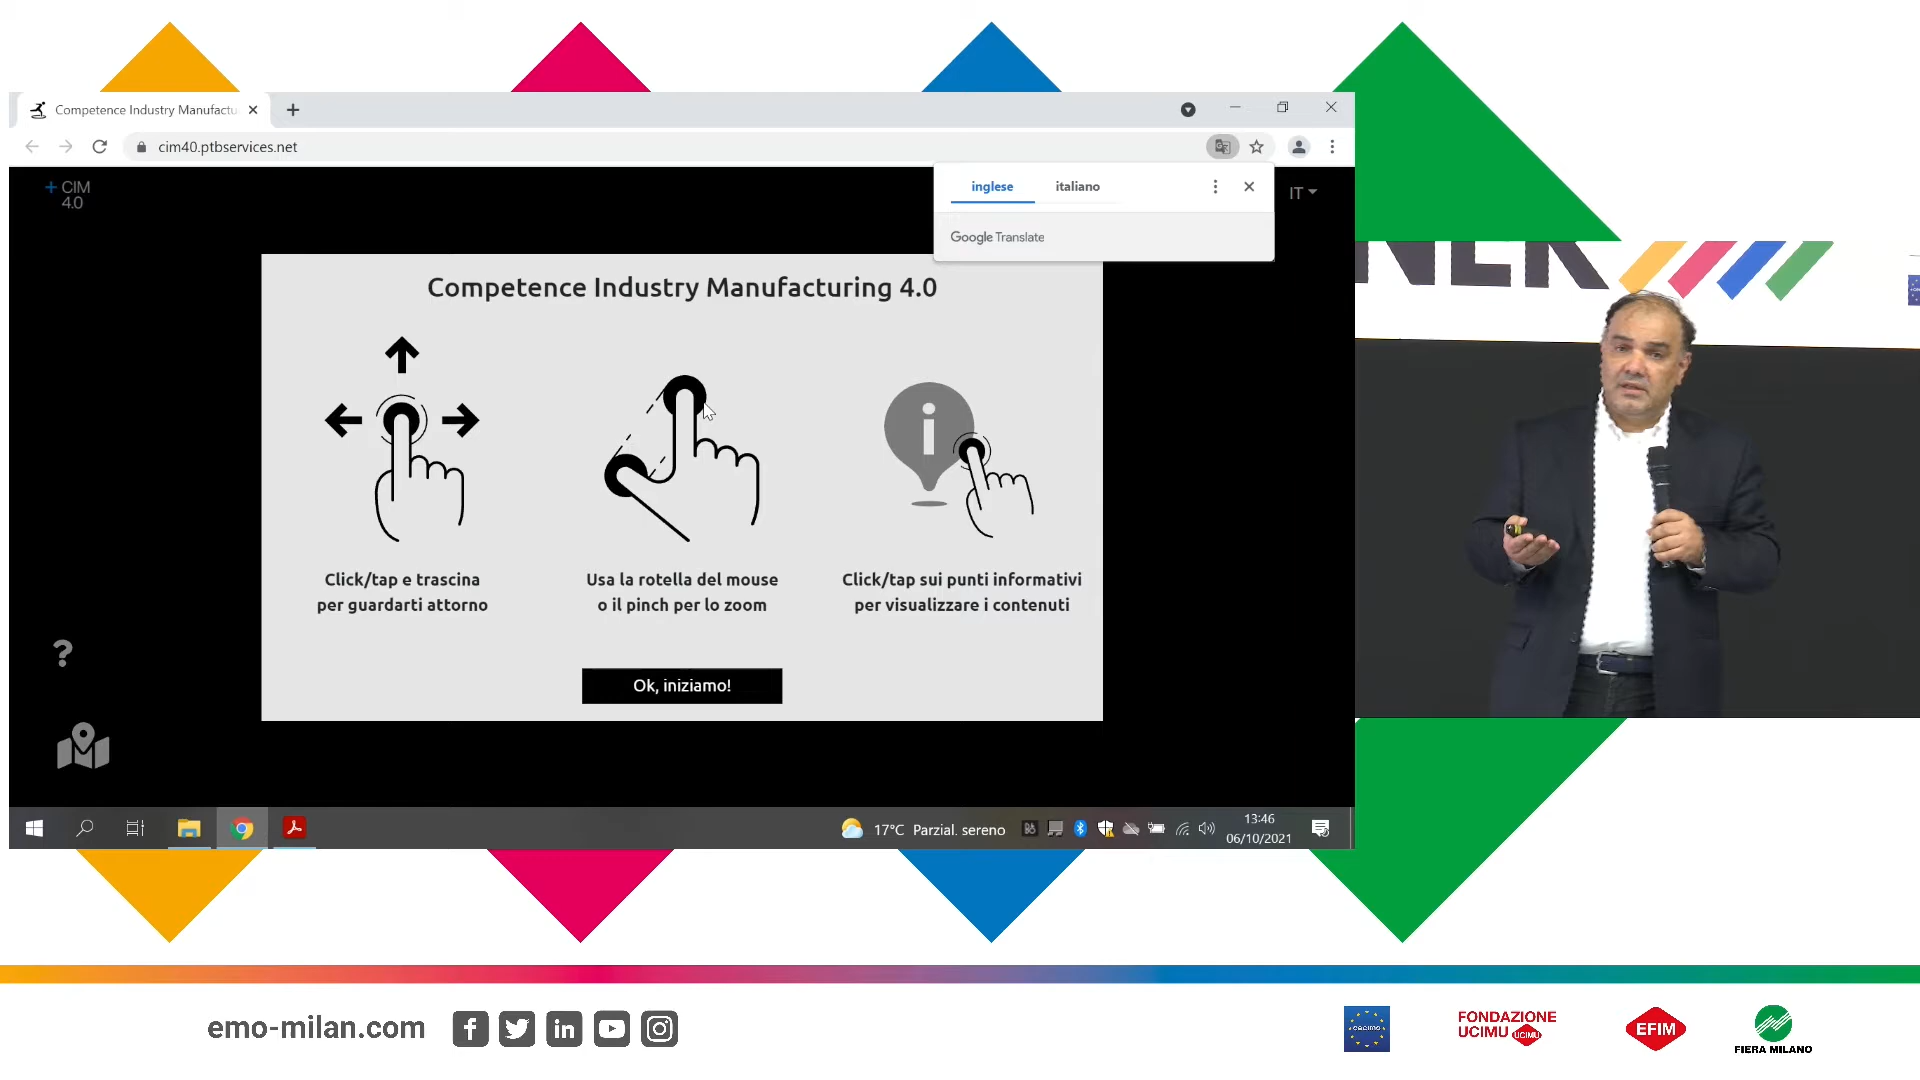 Competence Industry Manufactu
cim40.ptbservices.net
inglese italiano
Google Translate
+ CIM
4.0
IT
Competence Industry Manufacturing 4.0
i
Click/tap e trascina
per guardarti attorno
Usa la rotella del mouse
o il pinch per lo zoom
Click/tap sui punti informativi
per visualizzare i contenuti
Ok, iniziamo!
?
17°C Parzial. sereno
13:46
06/10/2021
emo-milan.com
cecimo
FONDAZIONE
UCIMU
UCIMU
EFIM
FIERA MILANO